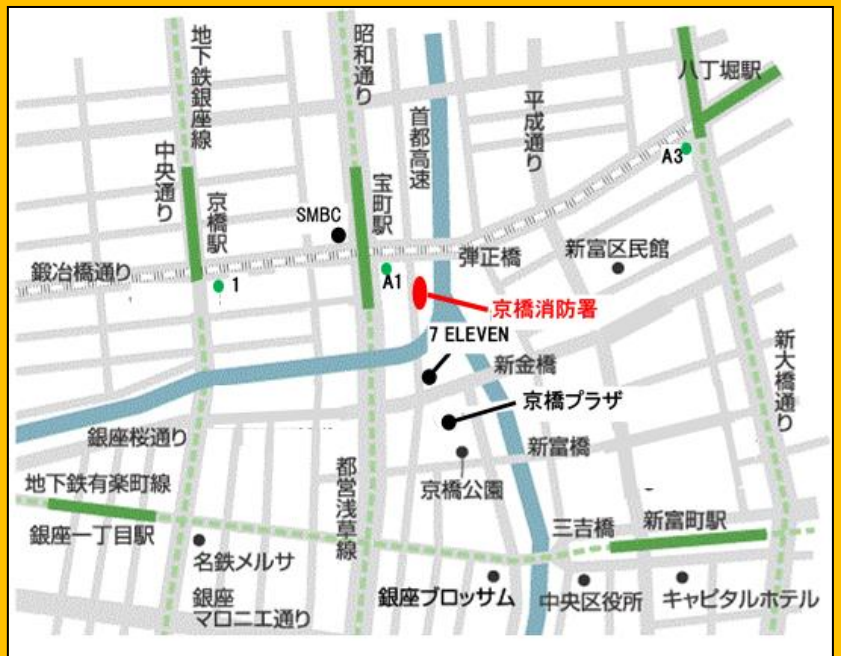 地下鉄銀座線
昭和通り
首都高速
平成通り
八丁堀駅
中央通り
A3
京橋駅
宝町駅
SMBC
鍛冶橋通り
1
A1
弾正橋
新富区民館
京橋消防署
7 ELEVEN
新金橋
新大橋通り
京橋プラザ
銀座桜通り
新富橋
地下鉄有楽町線
都営浅草線
京橋公園
銀座一丁目駅
三吉橋
新富町駅
名鉄メルサ
銀座
マロニエ通り
銀座ブロッサム
中央区役所
キャピタルホテル